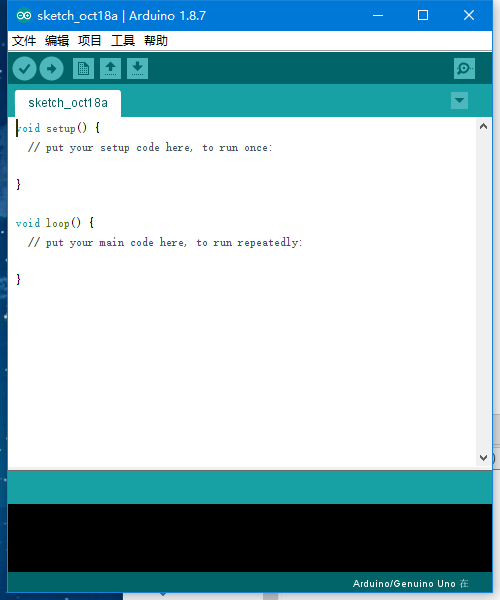 sketch_oct18a | Arduino 1.8.7
文件 编辑 项目 工具 帮助
sketch_oct18a
void setup() {
// put your setup code here, to run once:
}
void loop() {
// put your main code here, to run repeatedly:
}
Arduino/Genuino Uno 在